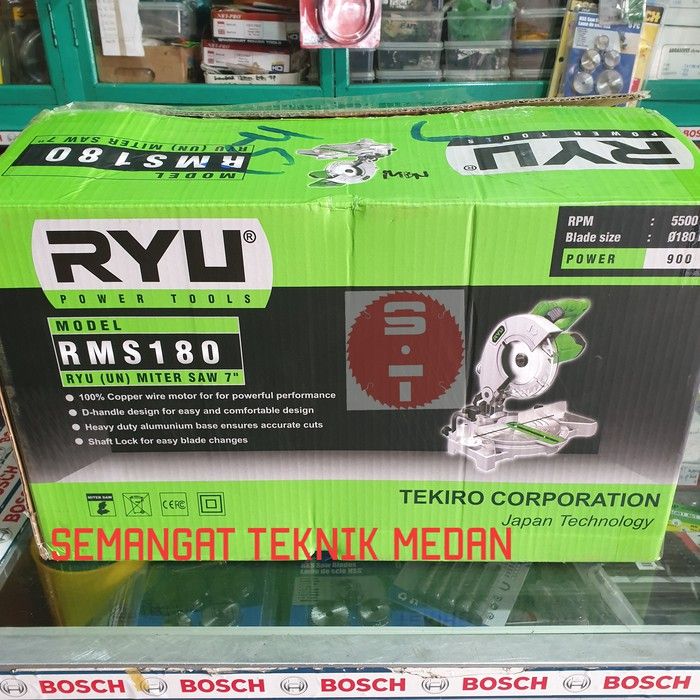 MODEL
RMS180
RYU (UN) MITER SAW 7"
RYU
POWER TOOLS
RYU®
POWER TOOLS
RPM : 5500
Blade size : Ø180
POWER 900
MODEL
RMS180
RYU (UN) MITER SAW 7"
100% Copper wire motor for for powerful performance
D-handle design for easy and comfortable design
Heavy duty alumunium base ensures accurate cuts
Shaft Lock for easy blade changes
S.T
RYU
MITER SAW
TEKIRO CORPORATION
Japan Technology
SEMANGAT TEKNIK MEDAN
BOSCH
BOSCH
BOSCH
BOSCH
BOSCH
BOSCH
BOSCH